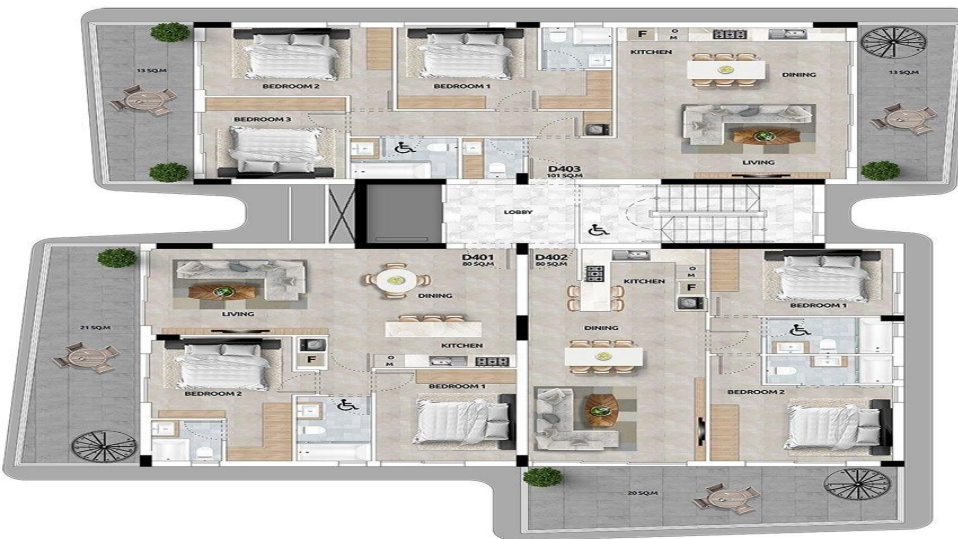 F
O
M
KITCHEN
13 SQ.M
DINING
13 SQ.M
BEDROOM 2
BEDROOM 1
BEDROOM 3
LIVING
D403
101 SQ.M
LOBBY
D401
80 SQ.M
D402
80 SQ.M
KITCHEN
O
M
F
DINING
BEDROOM 1
LIVING
21 SQ.M
DINING
KITCHEN
F
O
M
BEDROOM 1
BEDROOM 2
BEDROOM 2
20 SQ.M